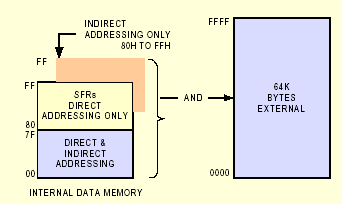 INDIRECT
ADDRESSING ONLY
80H TO FFH
FF
FF
SFRs
DIRECT
ADDRESSING ONLY
80
7F
DIRECT &
INDIRECT
ADDRESSING
00
INTERNAL DATA MEMORY
AND
FFFF
64K
BYTES
EXTERNAL
0000